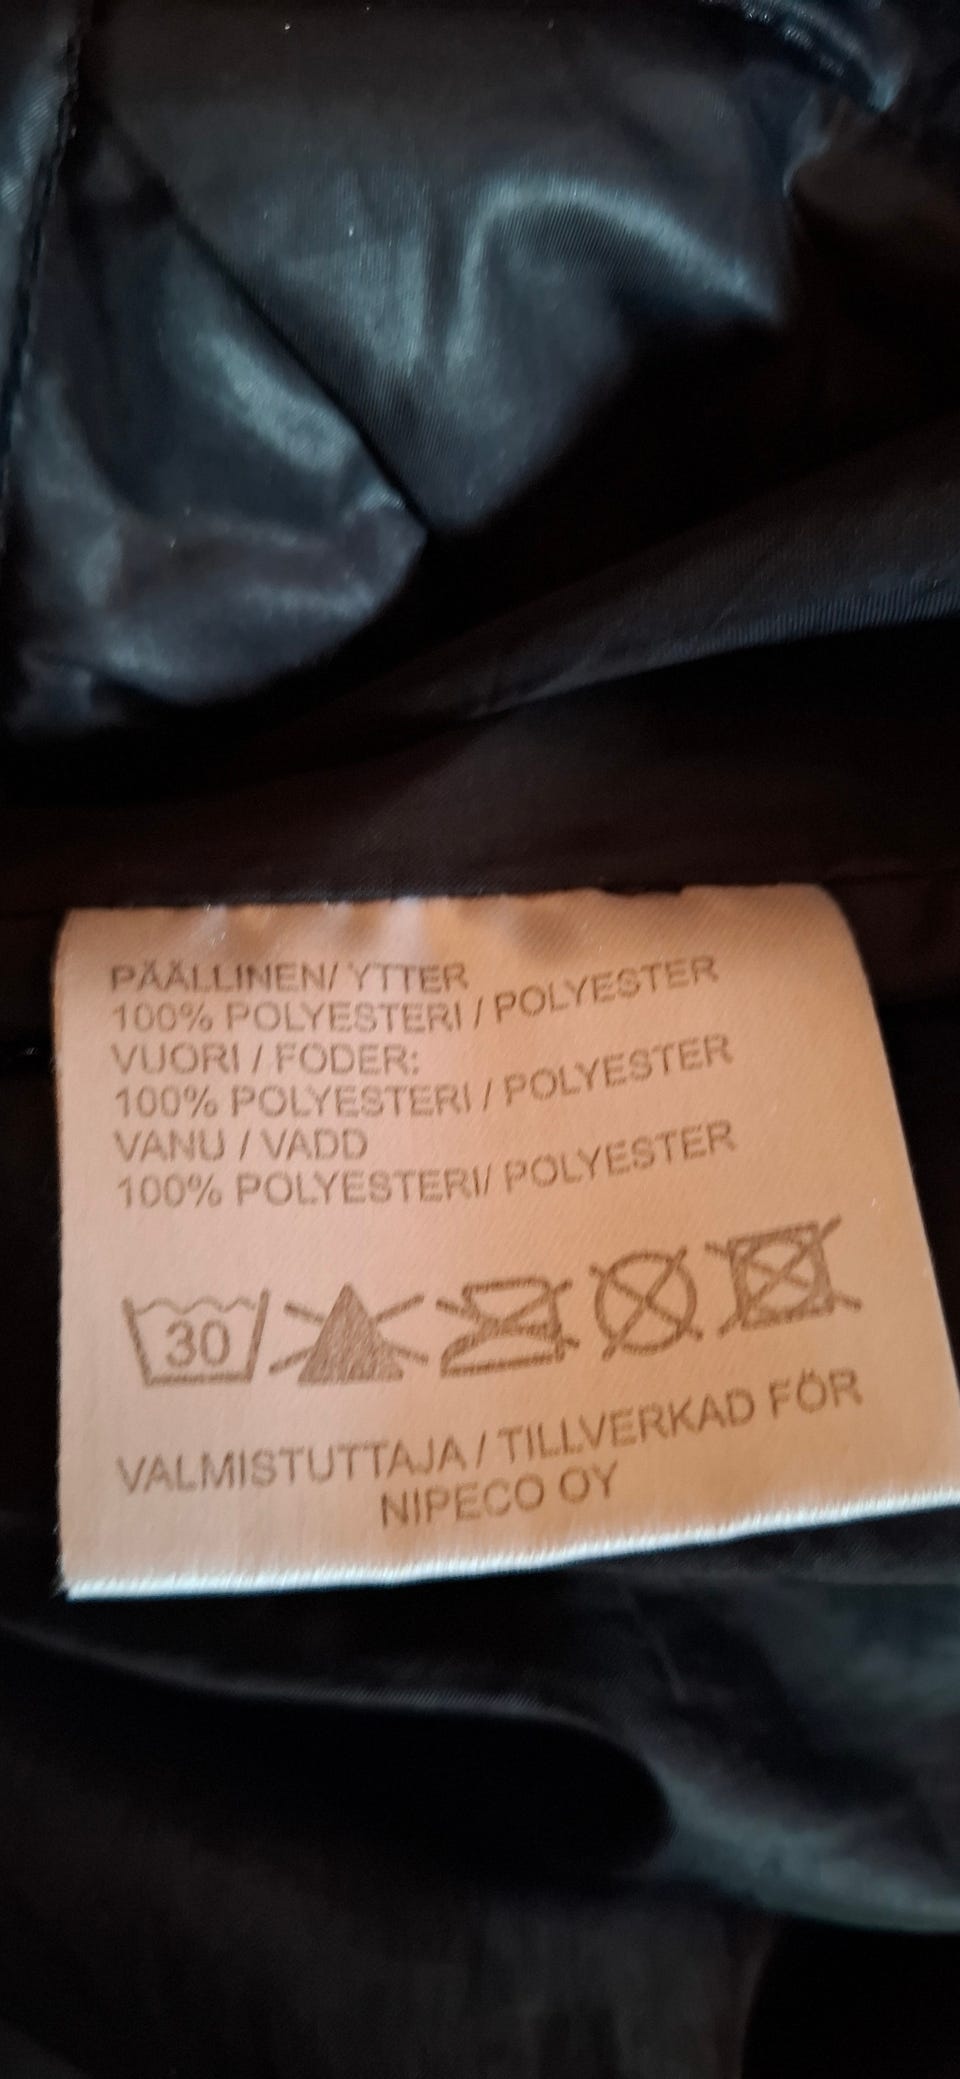 PÄÄLLINEN/ YTTER
100% POLYESTERI / POLYESTER
VUORI / FODER:
100% POLYESTERI / POLYESTER
VANU / VADD
100% POLYESTERI/ POLYESTER
30
VALMISTUTTAJA / TILLVERKAD FÖR
NIPECO OY